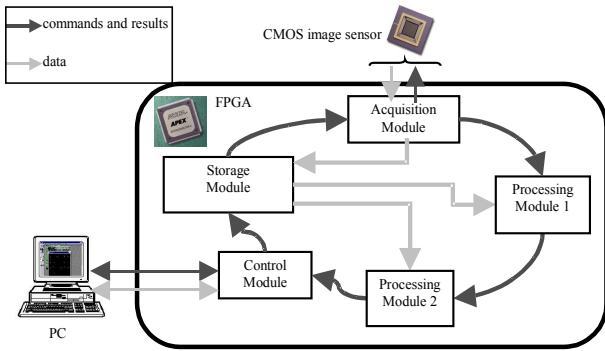 commands and results
data
CMOS image sensor
FPGA
APEX
Acquisition
Module
Storage
Module
Processing
Module 1
Control
Module
Processing
Module 2
PC